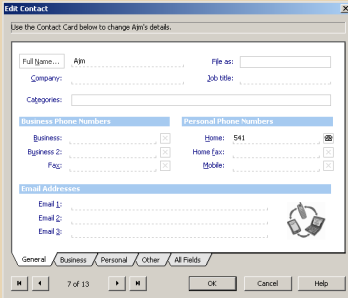 Edit Contact
Use the Contact Card below to change Ajm's details.
Full Name... Ajm File as:
Company: Job title:
Categories:
Business Phone Numbers Personal Phone Numbers
Business: Home: 541
Business 2: Home Fax:
Fax: Mobile:
Email Addresses
Email 1:
Email 2:
Email 3:
General Business Personal Other All Fields
7 of 13 OK Cancel Help